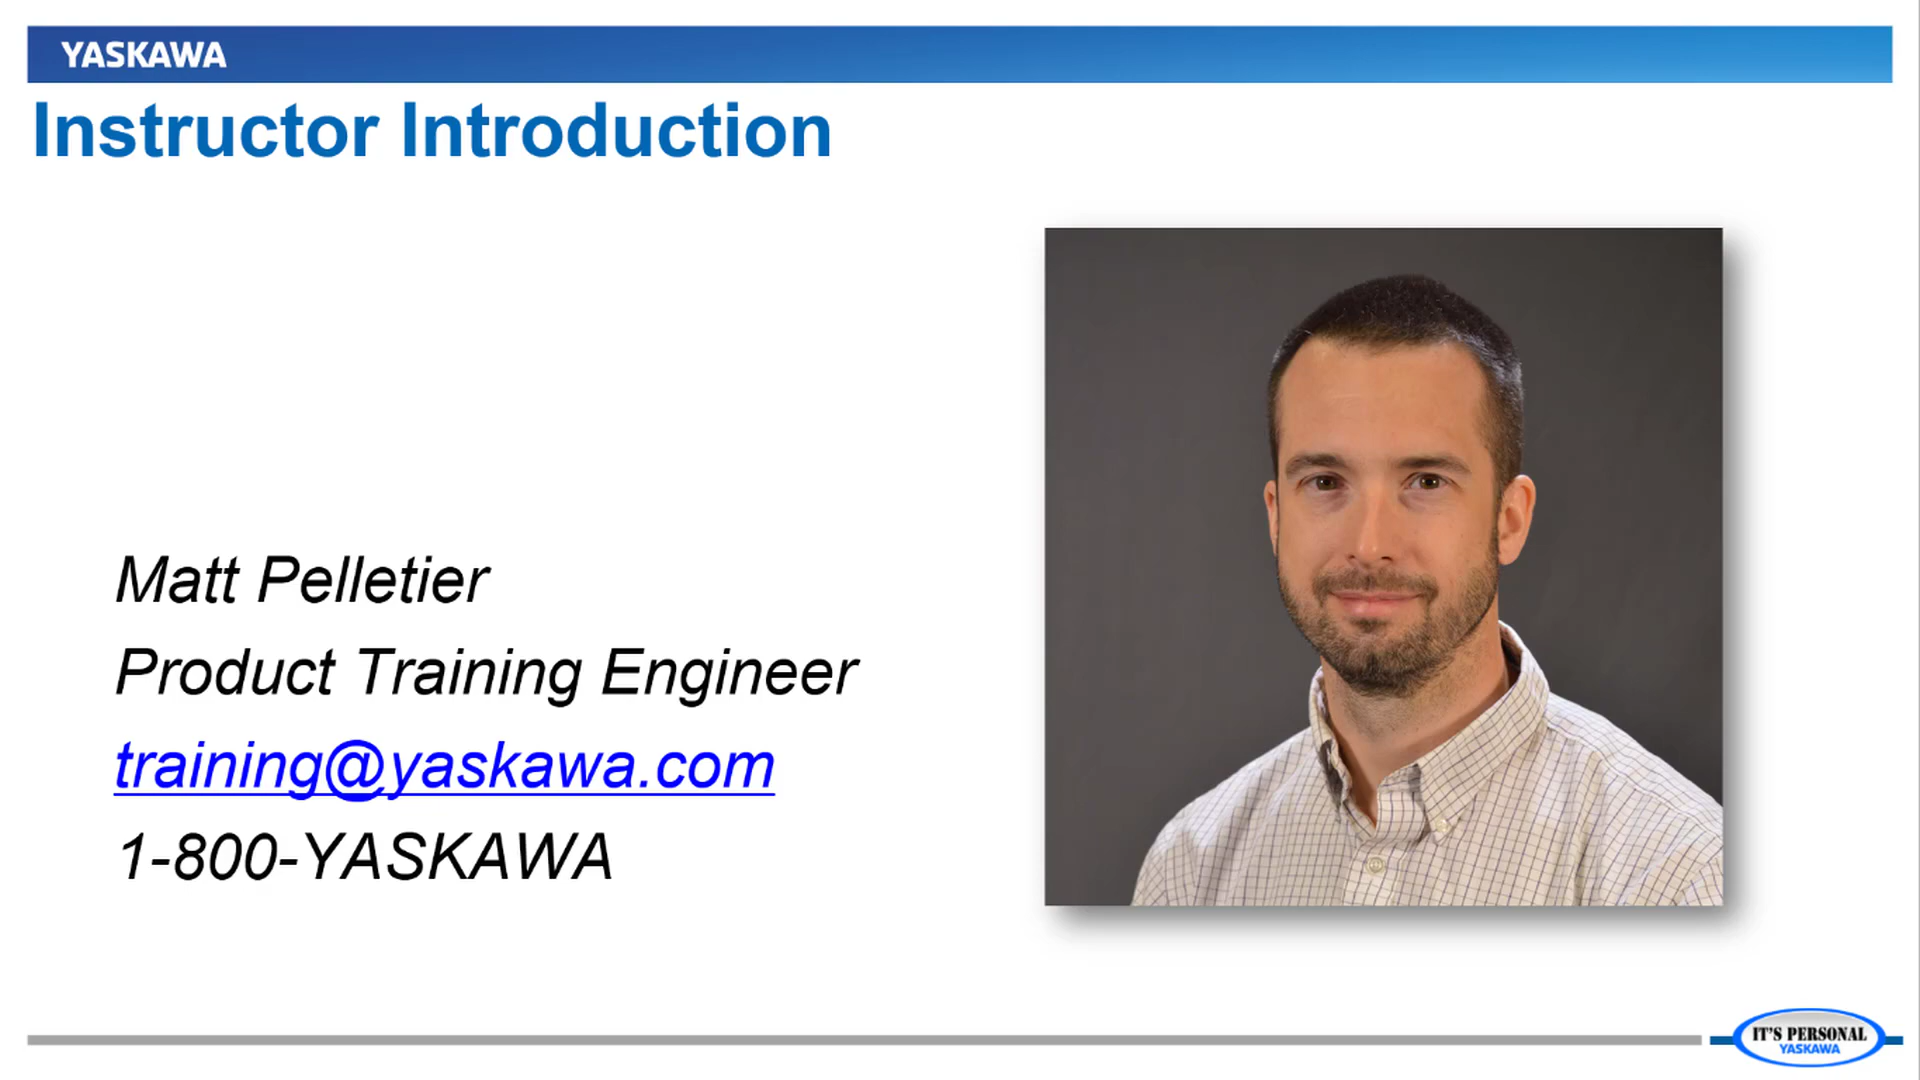 YASKAWA
Instructor Introduction
Matt Pelletier
Product Training Engineer
training@yaskawa.com
1-800-YASKAWA
IT'S PERSONAL
YASKAWA